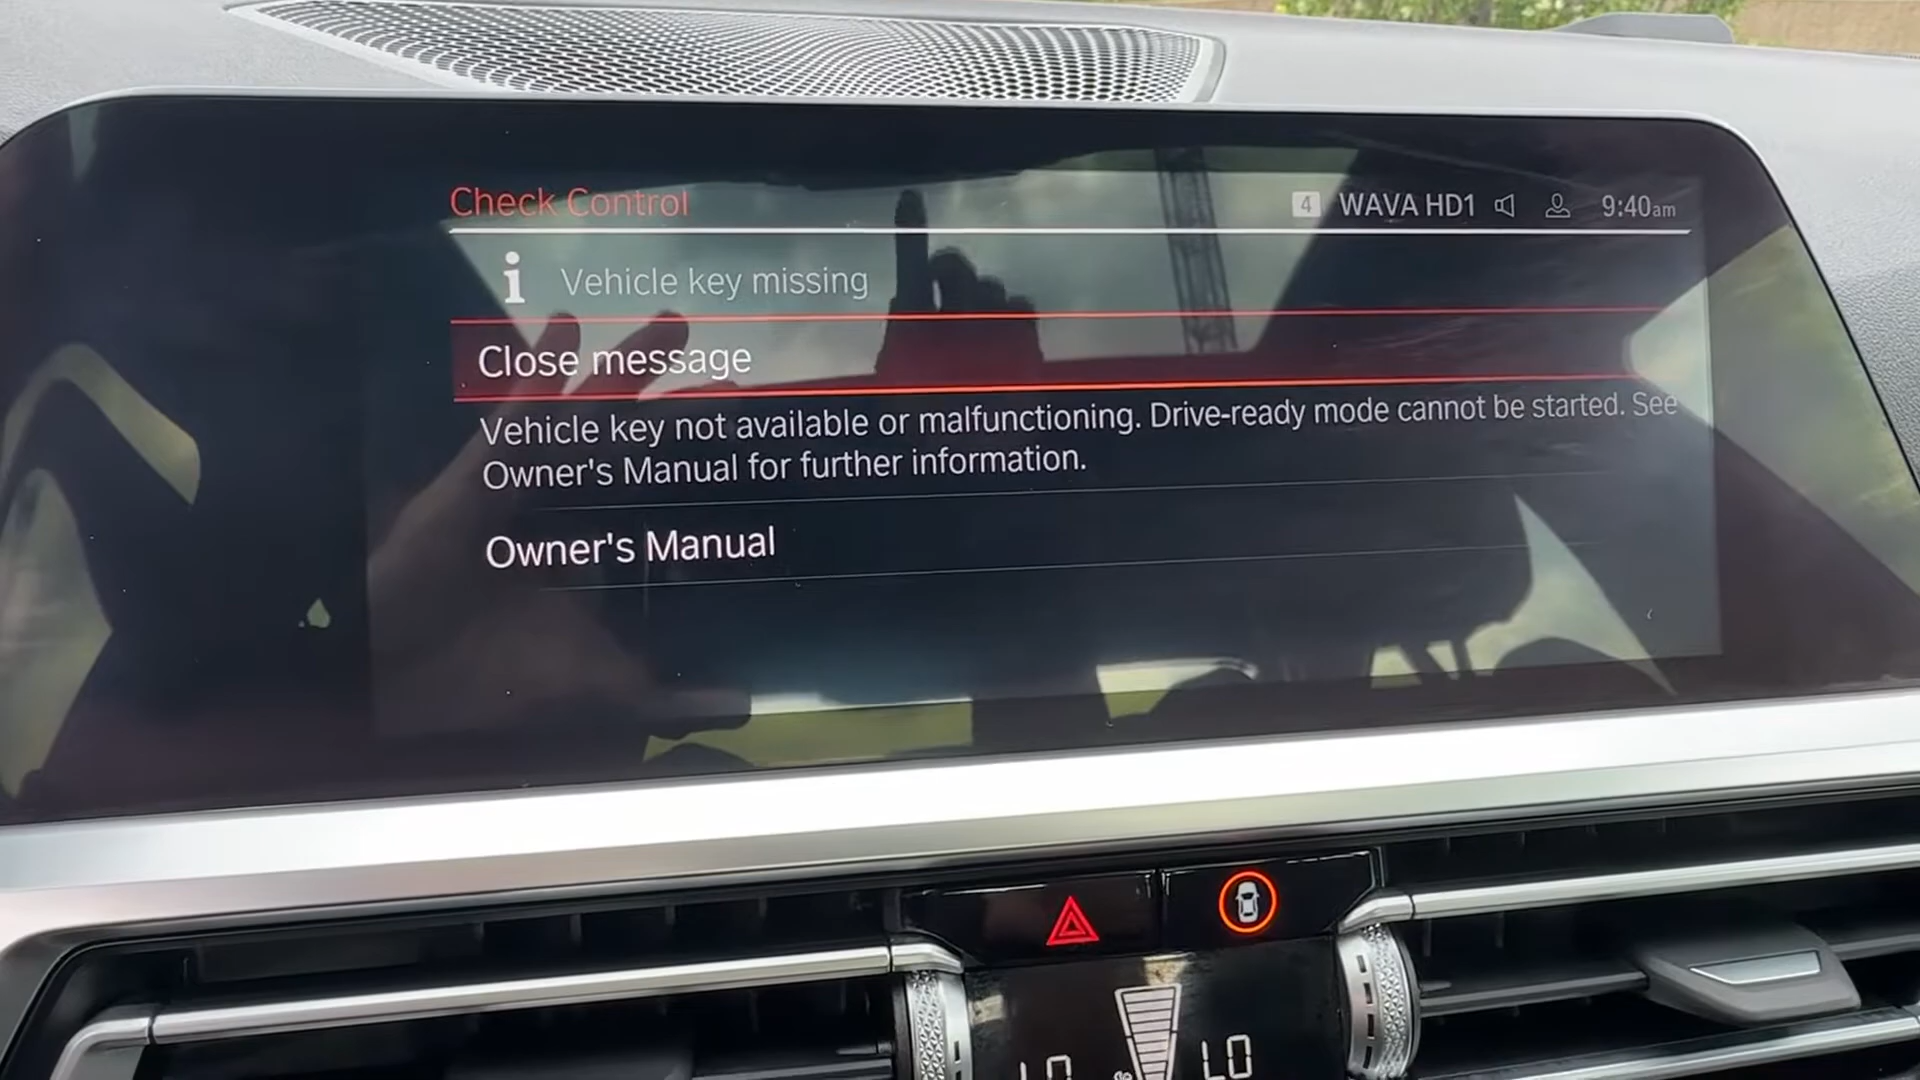 Check Control
4 WAVA HD1 9:40am
i Vehicle key missing
Close message
Vehicle key not available or malfunctioning. Drive-ready mode cannot be started. See
Owner's Manual for further information.
Owner's Manual
LO LO